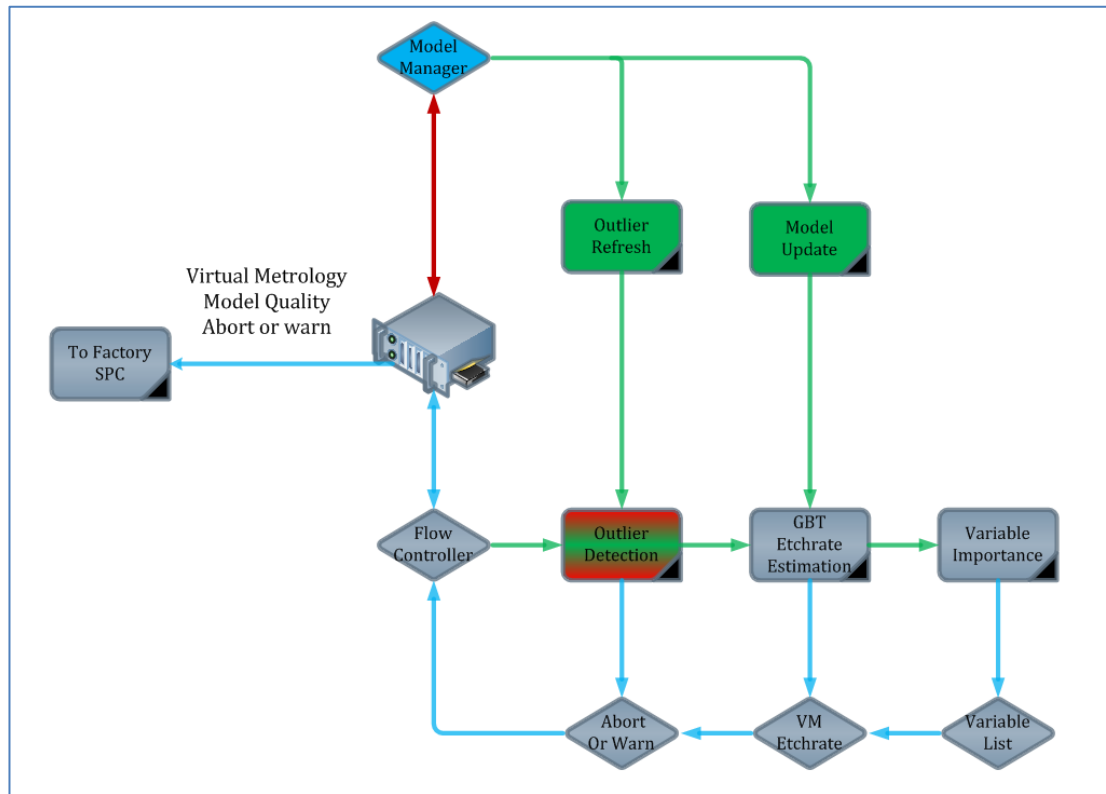 Model
Manager
Outlier
Refresh
Model
Update
Virtual Metrology
Model Quality
Abort or warn
To Factory
SPC
Flow
Controller
Outlier
Detection
GBT
Etchrate
Estimation
Variable
Importance
Abort
Or Warn
VM
Etchrate
Variable
List